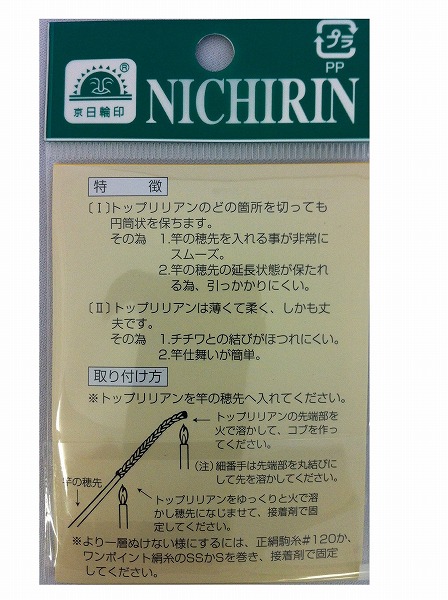 プラ
PP
®
京日輪印
NICHIRIN
特徴
〔Ⅰ〕トップリリアンのどの箇所を切っても
円筒状を保ちます。
その為 1.竿の穂先を入れる事が非常に
スムーズ。
2.竿の穂先の延長状態が保たれ
る為、引っかかりにくい。
〔Ⅱ〕トップリリアンは薄くて柔く、しかも丈
夫です。
その為 1.チチワとの結びがほつれにくい。
2.竿仕舞いが簡単。
取り付け方
※トップリリアンを竿の穂先へ入れてください。
トップリリアンの先端部を
火で溶かして、コブを作っ
てください。
(注)細番手は先端部を丸結びに
して先を溶かしてください。
竿の穂先
トップリリアンをゆっくりと火で溶
かし穂先になじませて、接着剤で固
定してください。
※より一層ぬけない様にするには、正絹駒糸#120か、
ワンポイント絹糸のSSかSを巻き、接着剤で固定
してください。